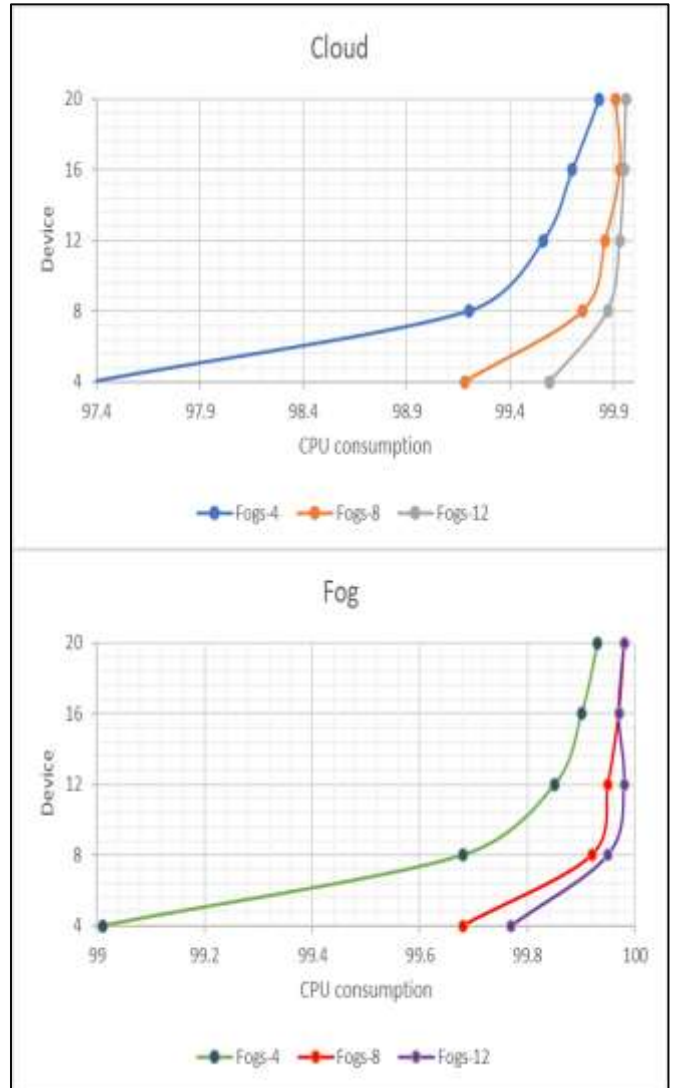 Cloud
20
16
12
8
4
Device
97.4 97.9 98.4 98.9 99.4 99.9
CPU consumption
Fogs-4 Fogs-8 Fogs-12
Fog
20
16
12
8
4
Device
99 99.2 99.4 99.6 99.8 100
CPU consumption
Fogs-4 Fogs-8 Fogs-12